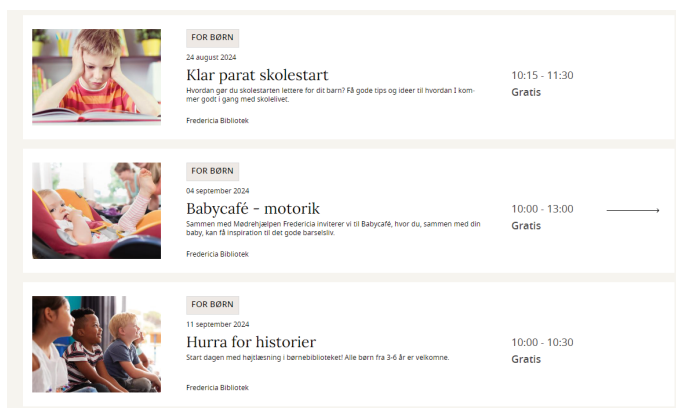 FOR BØRN
24 august 2024
Klar parat skolestart
Hvordan gør du skolestarten lettere for dit barn? Få gode tips og ideer til hvordan I kom-
mer godt i gang med skolelivet.
Fredericia Bibliotek
10:15 - 11:30
Gratis
FOR BØRN
04 september 2024
Babycafé - motorik
Sammen med Mødrehjælpen Fredericia inviterer vi til Babycafé, hvor du, sammen med din
baby, kan få inspiration til det gode barselsliv.
Fredericia Bibliotek
10:00 - 13:00
Gratis
FOR BØRN
11 september 2024
Hurra for historier
Start dagen med højtlæsning i børnebiblioteket! Alle børn fra 3-6 år er velkomne.
Fredericia Bibliotek
10:00 - 10:30
Gratis